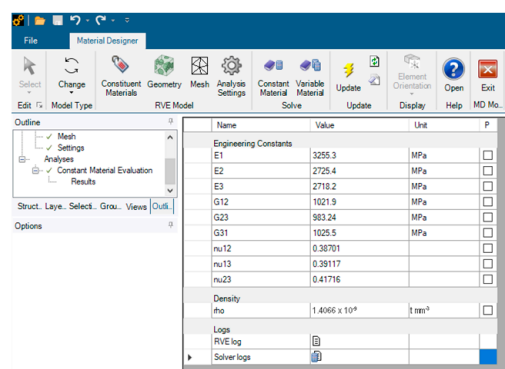 File Material Designer
Select Change Constituent Materials Geometry Mesh Analysis Settings Constant Material Variable Material Update Element Orientation Open Exit
Edit Model Type RVE Model Solve Update Display Help MD Mo...
Outline
Mesh
Settings
Analyses
Constant Material Evaluation
Results
Struct.. Laye... Selecti.. Grou... Views Outli..
Options
Name Value Unit P
Engineering Constants
E1 3255.3 MPa
E2 2725.4 MPa
E3 2718.2 MPa
G12 1021.9 MPa
G23 983.24 MPa
G31 1025.5 MPa
nu12 0.38701
nu13 0.39117
nu23 0.41716
Density
rho 1.4066 x 10⁻⁹ t mm⁻³
Logs
RVE log
Solver logs